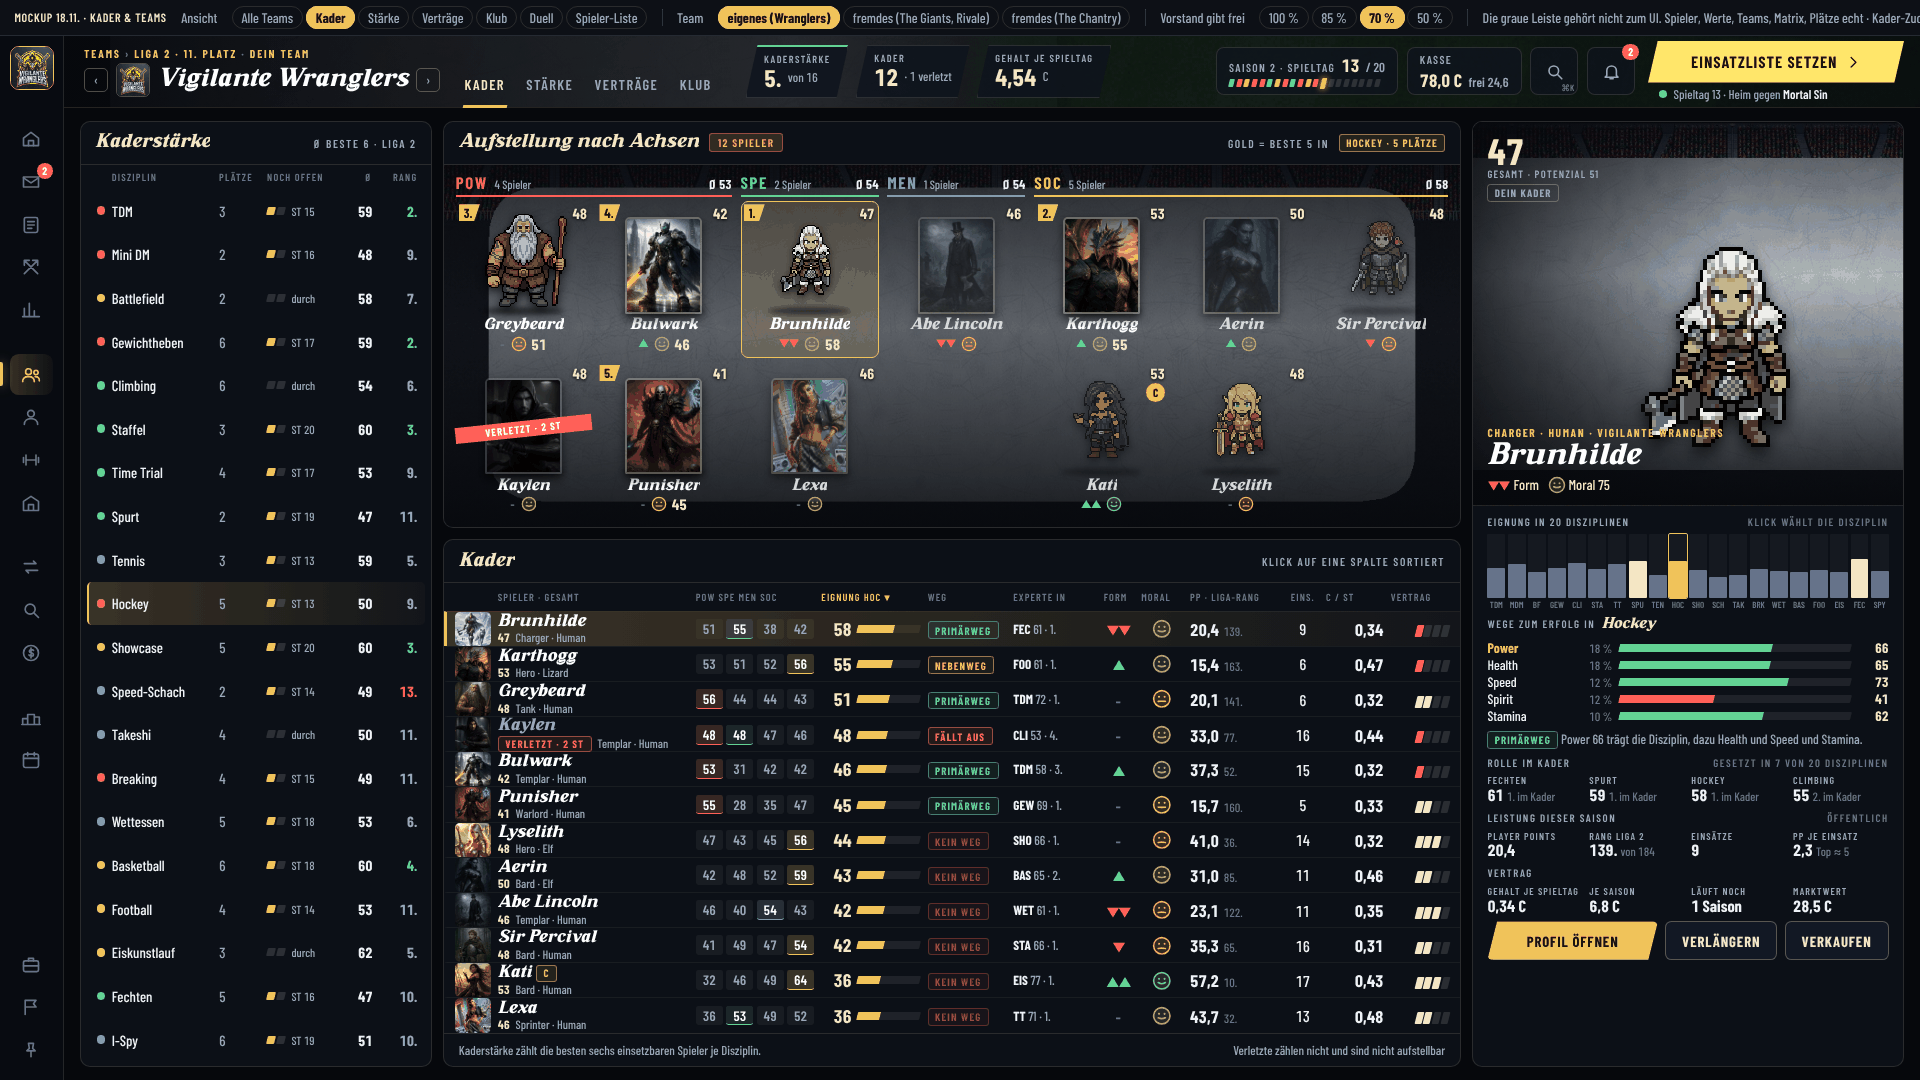 MOCKUP 18.11. · KADER & TEAMS Ansicht Alle Teams Kader Stärke Verträge Klub Duell Spieler-Liste Team eigenes (Wranglers) fremdes (The Giants, Rivale) fremdes (The Chantry) Vorstand gibt frei 100 % 85 % 70 % 50 % Die graue Leiste gehört nicht zum UI. Spieler, Werte, Teams, Matrix, Plätze echt · Kader-Zu
TEAMS › LIGA 2 · 11. PLATZ · DEIN TEAM
‹ Vigilante Wranglers ›
KADER STÄRKE VERTRÄGE KLUB
KADERSTÄRKE
5. von 16
KADER
12 · 1 verletzt
GEHALT JE SPIELTAG
4,54 C
SAISON 2 · SPIELTAG 13 / 20
KASSE
78,0 C frei 24,6
⌘K
2
EINSATZLISTE SETZEN
Spieltag 13 · Heim gegen Mortal Sin
2
Kaderstärke Ø BESTE 6 · LIGA 2
DISZIPLIN PLÄTZE NOCH OFFEN Ø RANG
TDM 3 ST 15 59 2.
Mini DM 2 ST 16 48 9.
Battlefield 2 durch 58 7.
Gewichtheben 6 ST 17 59 2.
Climbing 6 durch 54 6.
Staffel 3 ST 20 60 3.
Time Trial 4 ST 17 53 9.
Spurt 2 ST 19 47 11.
Tennis 3 ST 13 59 5.
Hockey 5 ST 13 50 9.
Showcase 5 ST 20 60 3.
Speed-Schach 2 ST 14 49 13.
Takeshi 4 durch 50 11.
Breaking 4 ST 15 49 11.
Wettessen 5 ST 18 53 6.
Basketball 6 ST 18 60 4.
Football 4 ST 14 53 11.
Eiskunstlauf 3 durch 62 5.
Fechten 5 ST 16 47 10.
I-Spy 6 ST 19 51 10.
Aufstellung nach Achsen 12 SPIELER GOLD = BESTE 5 IN HOCKEY · 5 PLÄTZE
POW 4 Spieler Ø 53 SPE 2 Spieler Ø 54 MEN 1 Spieler Ø 54 SOC 5 Spieler Ø 58
3. 48 4. 42 1. 47 46 2. 53 50 48
Greybeard Bulwark Brunhilde Abe Lincoln Karthogg Aerin Sir Percival
51 46 58 55
48 5. 41 46 53 48
C
VERLETZT · 2 ST
Kaylen Punisher Lexa Kati Lyselith
- - 45 - -
Kader KLICK AUF EINE SPALTE SORTIERT
SPIELER · GESAMT POW SPE MEN SOC EIGNUNG HOC ▼ WEG EXPERTE IN FORM MORAL PP · LIGA-RANG EINS. C / ST VERTRAG
Brunhilde 51 55 38 42 58 PRIMÄRWEG FEC 61 · 1. ▼▼ 20,4 139. 9 0,34
47 Charger · Human
Karthogg 53 51 52 56 55 NEBENWEG FOO 61 · 1. ▲ 15,4 163. 6 0,47
53 Hero · Lizard
Greybeard 56 44 44 43 51 PRIMÄRWEG TDM 72 · 1. - 20,1 141. 6 0,32
48 Tank · Human
Kaylen 48 48 47 46 48 FÄLLT AUS CLI 53 · 4. - 33,0 77. 16 0,44
VERLETZT · 2 ST Templar · Human
Bulwark 53 31 42 42 46 PRIMÄRWEG TDM 58 · 3. ▲ 37,3 52. 15 0,32
42 Templar · Human
Punisher 55 28 35 47 45 PRIMÄRWEG GEW 69 · 1. - 15,7 160. 5 0,33
41 Warlord · Human
Lyselith 47 43 45 56 44 KEIN WEG SHO 66 · 1. - 41,0 36. 14 0,32
48 Hero · Elf
Aerin 42 48 52 59 43 KEIN WEG BAS 65 · 2. ▲ 31,0 85. 11 0,46
50 Bard · Elf
Abe Lincoln 46 40 54 43 42 KEIN WEG WET 61 · 1. ▼▼ 23,1 122. 11 0,35
46 Templar · Human
Sir Percival 41 49 47 54 42 KEIN WEG STA 66 · 1. ▼ 35,3 65. 16 0,31
48 Bard · Human
Kati C 32 46 49 64 36 KEIN WEG EIS 77 · 1. ▲▲ 57,2 10. 17 0,43
53 Bard · Human
Lexa 36 53 49 52 36 KEIN WEG TT 71 · 1. - 43,7 32. 13 0,48
46 Sprinter · Human
Kaderstärke zählt die besten sechs einsetzbaren Spieler je Disziplin. Verletzte zählen nicht und sind nicht aufstellbar
47
GESAMT · POTENZIAL 51
DEIN KADER
CHARGER · HUMAN · VIGILANTE WRANGLERS
Brunhilde
▼▼ Form Moral 75
EIGNUNG IN 20 DISZIPLINEN KLICK WÄHLT DIE DISZIPLIN
TDM MDM BF GEW CLI STA TT SPU TEN HOC SHO SCH TAK BRK WET BAS FOO EIS FEC SPY
WEGE ZUM ERFOLG IN Hockey
Power 18 % 66
Health 18 % 65
Speed 12 % 73
Spirit 12 % 41
Stamina 10 % 62
PRIMÄRWEG Power 66 trägt die Disziplin, dazu Health und Speed und Stamina.
ROLLE IM KADER GESETZT IN 7 VON 20 DISZIPLINEN
FECHTEN SPURT HOCKEY CLIMBING
61 1. im Kader 59 1. im Kader 58 1. im Kader 55 2. im Kader
LEISTUNG DIESER SAISON ÖFFENTLICH
PLAYER POINTS RANG LIGA 2 EINSÄTZE PP JE EINSATZ
20,4 139. von 184 9 2,3 Top ≈ 5
VERTRAG
GEHALT JE SPIELTAG JE SAISON LÄUFT NOCH MARKTWERT
0,34 C 6,8 C 1 Saison 28,5 C
PROFIL ÖFFNEN VERLÄNGERN VERKAUFEN